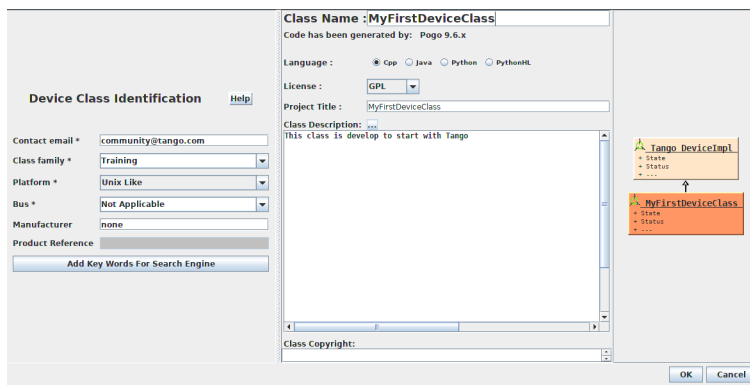 Device Class Identification
Help
Contact email * community@tango.com
Class family * Training
Platform * Unix Like
Bus * Not Applicable
Manufacturer none
Product Reference
Add Key Words For Search Engine
Class Name : MyFirstDeviceClass
Code has been generated by: Pogo 9.6.x
Language : Cpp Java Python PythonHL
License : GPL
Project Title : MyFirstDeviceClass
Class Description: ...
This class is develop to start with Tango
Class Copyright:
Tango_DeviceImpl
+ State
+ Status
+ ...
MyFirstDeviceClass
+ State
+ Status
+ ...
OK Cancel